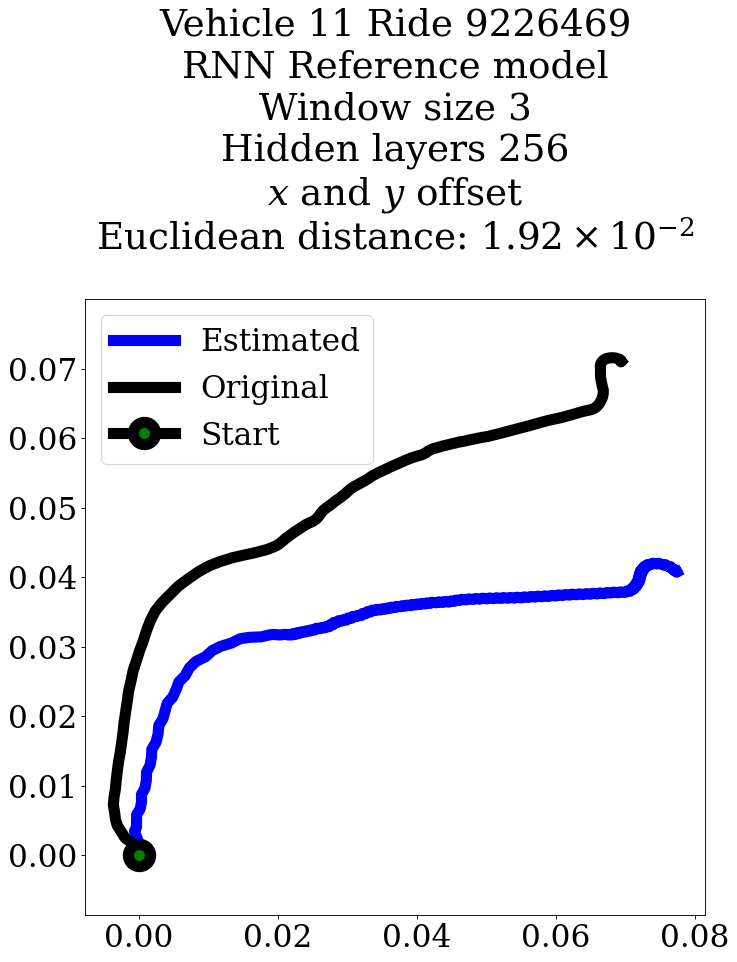 Vehicle 11 Ride 9226469
RNN Reference model
Window size 3
Hidden layers 256
x and y offset
Euclidean distance: 1.92 × 10⁻²
Estimated
Original
Start
0.07
0.06
0.05
0.04
0.03
0.02
0.01
0.00
0.00 0.02 0.04 0.06 0.08